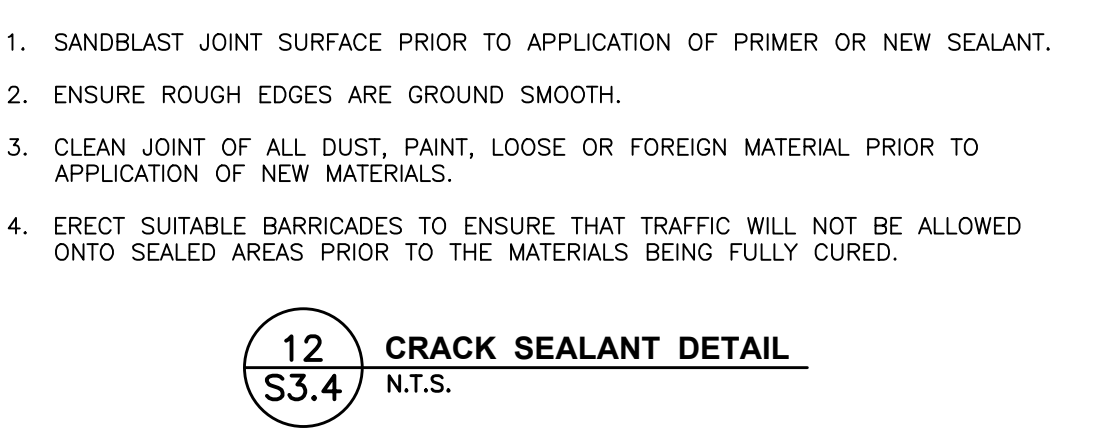 1. SANDBLAST JOINT SURFACE PRIOR TO APPLICATION OF PRIMER OR NEW SEALANT.
2. ENSURE ROUGH EDGES ARE GROUND SMOOTH.
3. CLEAN JOINT OF ALL DUST, PAINT, LOOSE OR FOREIGN MATERIAL PRIOR TO
APPLICATION OF NEW MATERIALS.
4. ERECT SUITABLE BARRICADES TO ENSURE THAT TRAFFIC WILL NOT BE ALLOWED
ONTO SEALED AREAS PRIOR TO THE MATERIALS BEING FULLY CURED.
12 CRACK SEALANT DETAIL
S3.4 N.T.S.